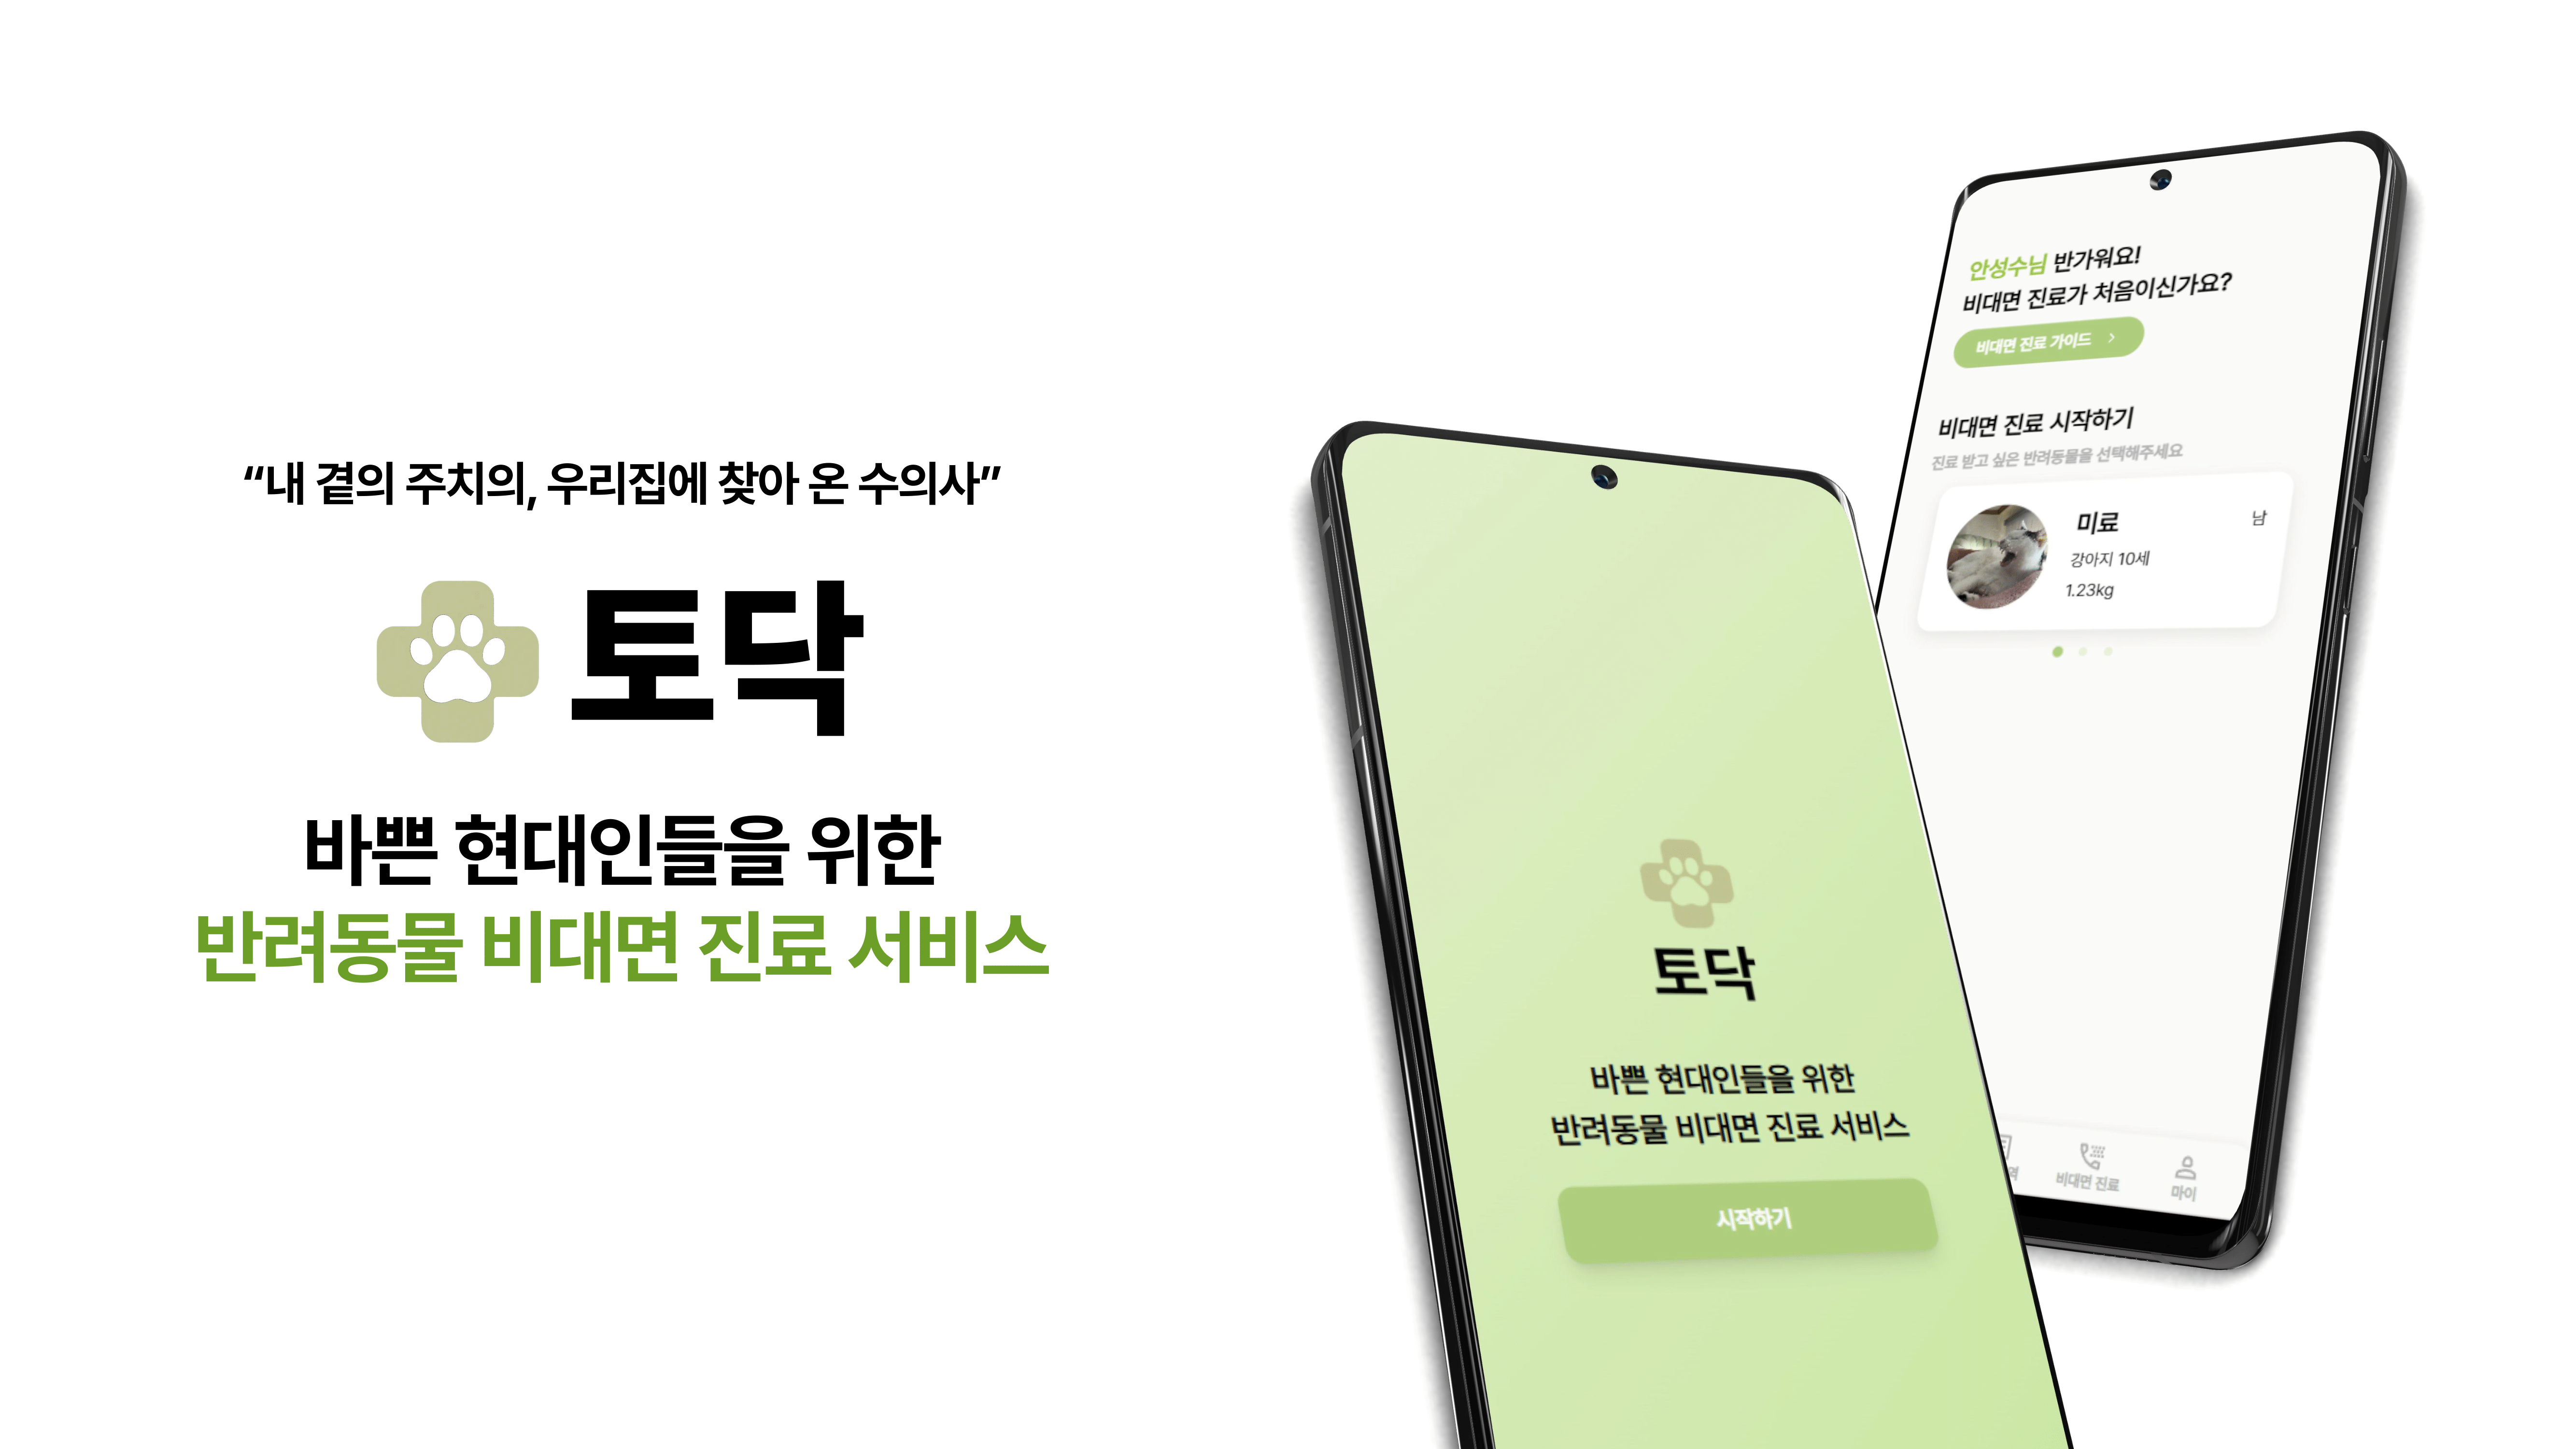 “내 곁의 주치의, 우리집에 찾아 온 수의사”
토닥
바쁜 현대인들을 위한
반려동물 비대면 진료 서비스
토닥
바쁜 현대인들을 위한
반려동물 비대면 진료 서비스
시작하기
안성수님 반가워요!
비대면 진료가 처음이신가요?
비대면 진료 가이드 >
비대면 진료 시작하기
진료 받고 싶은 반려동물을 선택해주세요
미료 남
강아지 10세
1.23kg
비대면 진료
마이